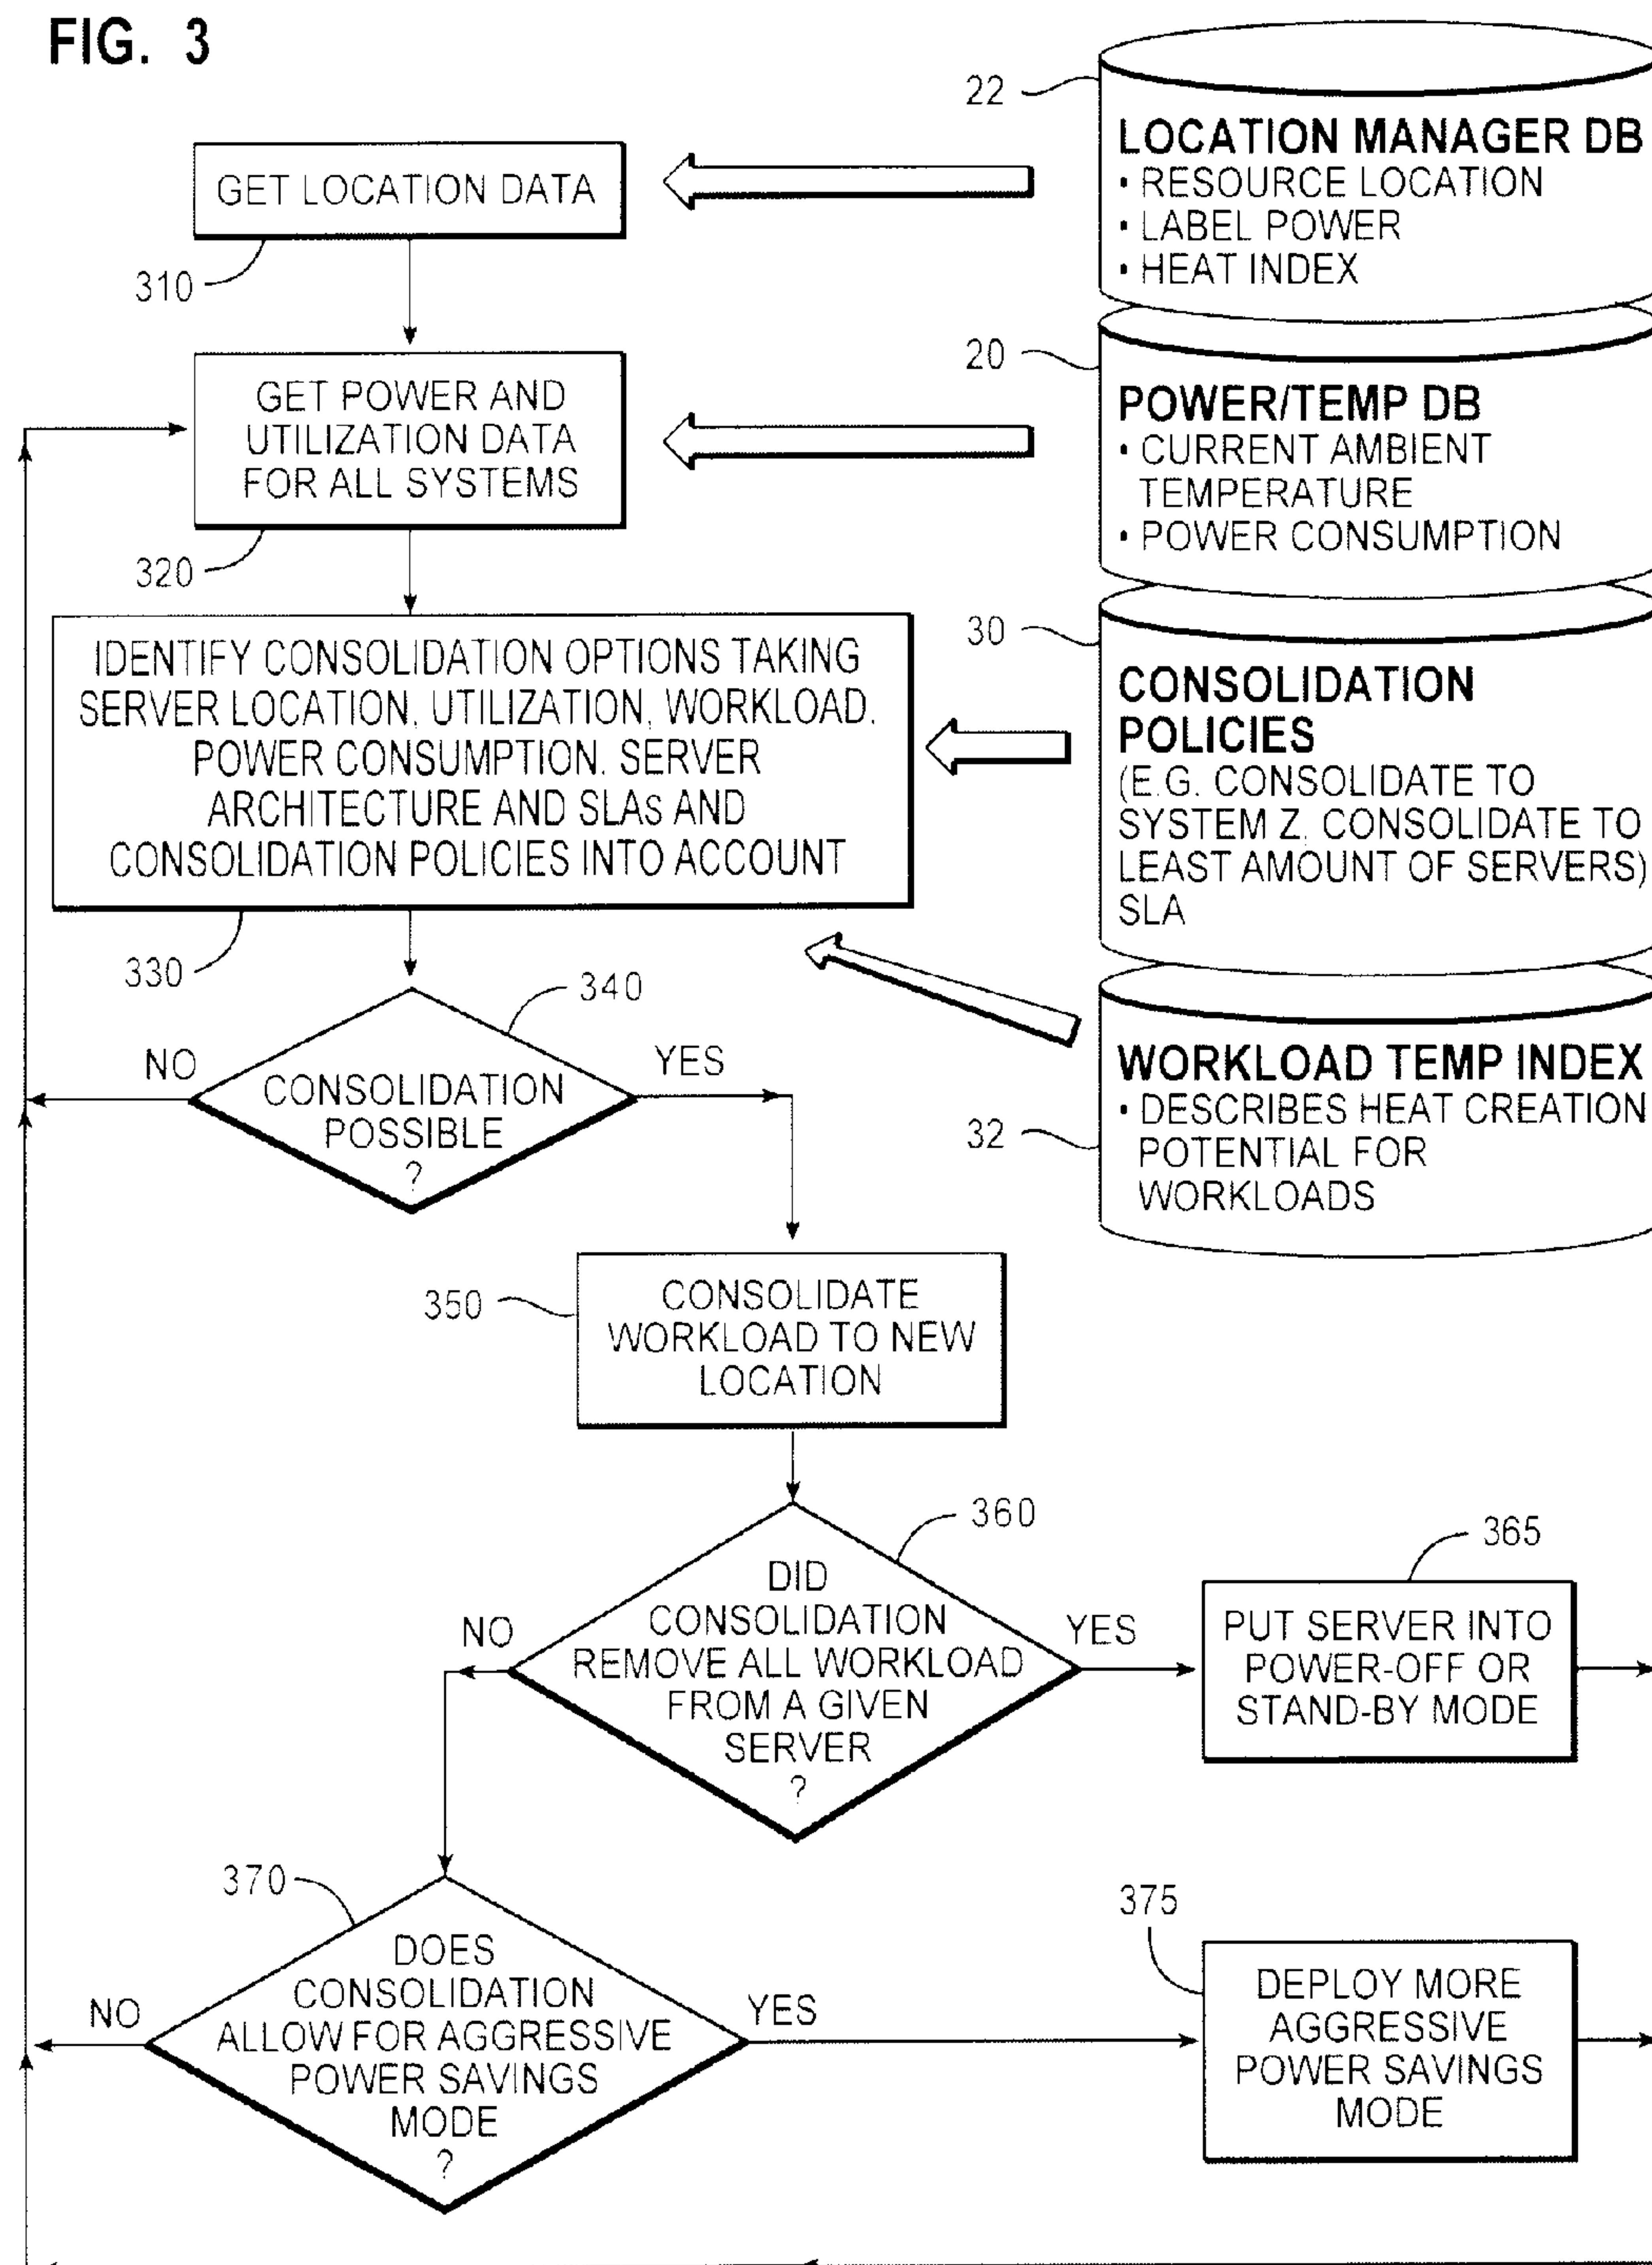 FIG. 3
22
LOCATION MANAGER DB
• RESOURCE LOCATION
• LABEL POWER
• HEAT INDEX
GET LOCATION DATA
310
20
POWER/TEMP DB
• CURRENT AMBIENT
TEMPERATURE
• POWER CONSUMPTION
GET POWER AND
UTILIZATION DATA
FOR ALL SYSTEMS
320
30
CONSOLIDATION
POLICIES
(E.G. CONSOLIDATE TO
SYSTEM Z, CONSOLIDATE TO
LEAST AMOUNT OF SERVERS)
SLA
IDENTIFY CONSOLIDATION OPTIONS TAKING
SERVER LOCATION, UTILIZATION, WORKLOAD,
POWER CONSUMPTION, SERVER
ARCHITECTURE AND SLAs AND
CONSOLIDATION POLICIES INTO ACCOUNT
330
32
WORKLOAD TEMP INDEX
• DESCRIBES HEAT CREATION
POTENTIAL FOR
WORKLOADS
340
NO
YES
CONSOLIDATION
POSSIBLE
?
350
CONSOLIDATE
WORKLOAD TO NEW
LOCATION
360
NO
YES
DID
CONSOLIDATION
REMOVE ALL WORKLOAD
FROM A GIVEN
SERVER
?
365
PUT SERVER INTO
POWER-OFF OR
STAND-BY MODE
370
NO
YES
DOES
CONSOLIDATION
ALLOW FOR AGGRESSIVE
POWER SAVINGS
MODE
?
375
DEPLOY MORE
AGGRESSIVE
POWER SAVINGS
MODE